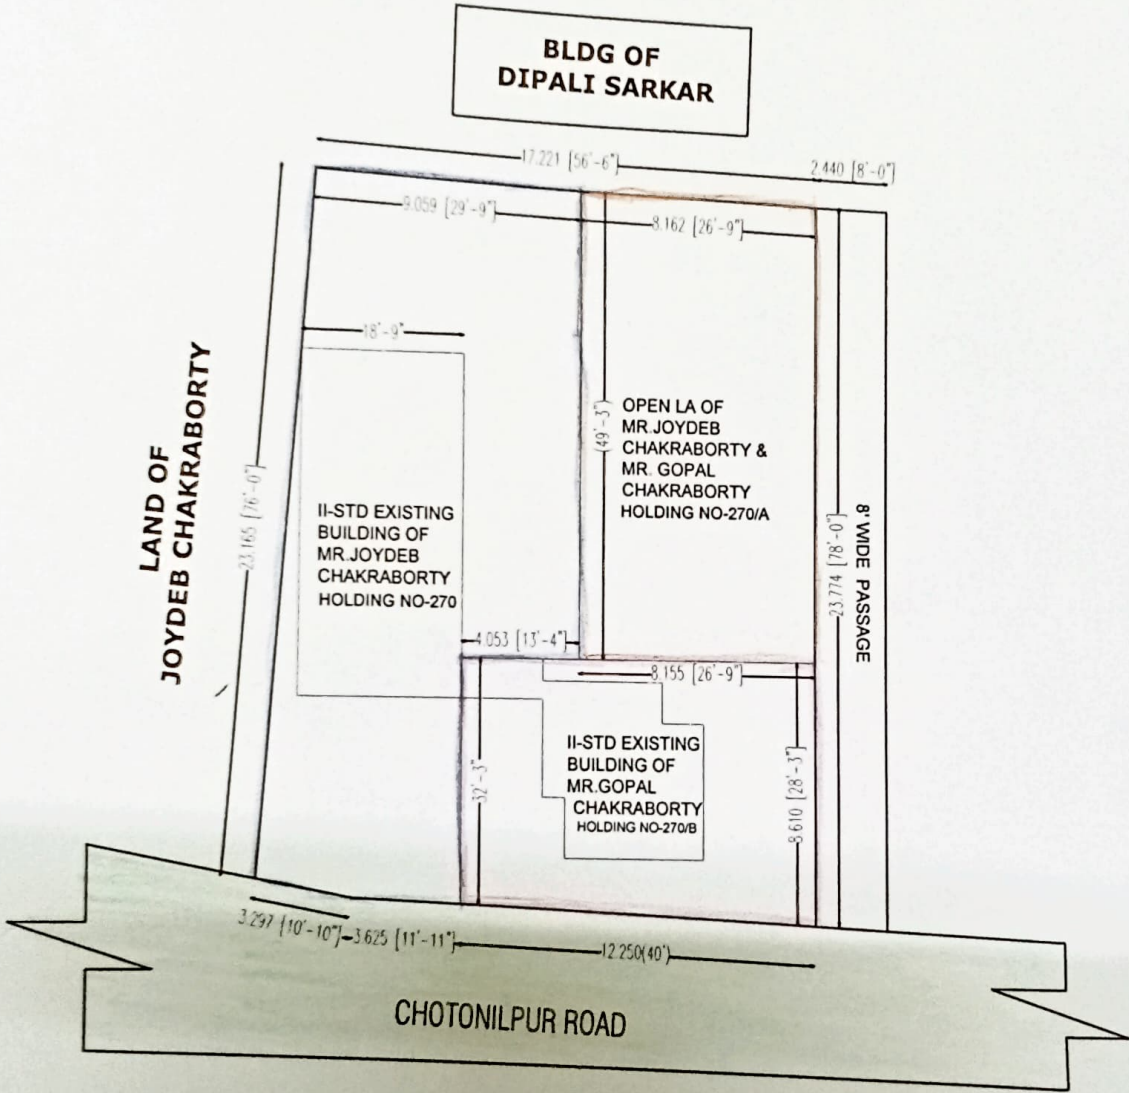 BLDG OF
DIPALI SARKAR
17.221 [56'-6"]
2.440 [8'-0"]
9.059 [29'-9"]
8.162 [26'-9"]
18'-9"
LAND OF
JOYDEB CHAKRABORTY
23.165 [76'-0"]
(49'-3")
OPEN LA OF
MR.JOYDEB
CHAKRABORTY &
MR. GOPAL
CHAKRABORTY
HOLDING NO-270/A
II-STD EXISTING
BUILDING OF
MR.JOYDEB
CHAKRABORTY
HOLDING NO-270
23.774 [78'-0"]
8' WIDE PASSAGE
4.053 [13'-4"]
8.155 [26'-9"]
32'-3"
II-STD EXISTING
BUILDING OF
MR.GOPAL
CHAKRABORTY
HOLDING NO-270/B
8.610 [28'-3"]
3.297 [10'-10"]
3.625 [11'-11"]
12.250(40')
CHOTONILPUR ROAD